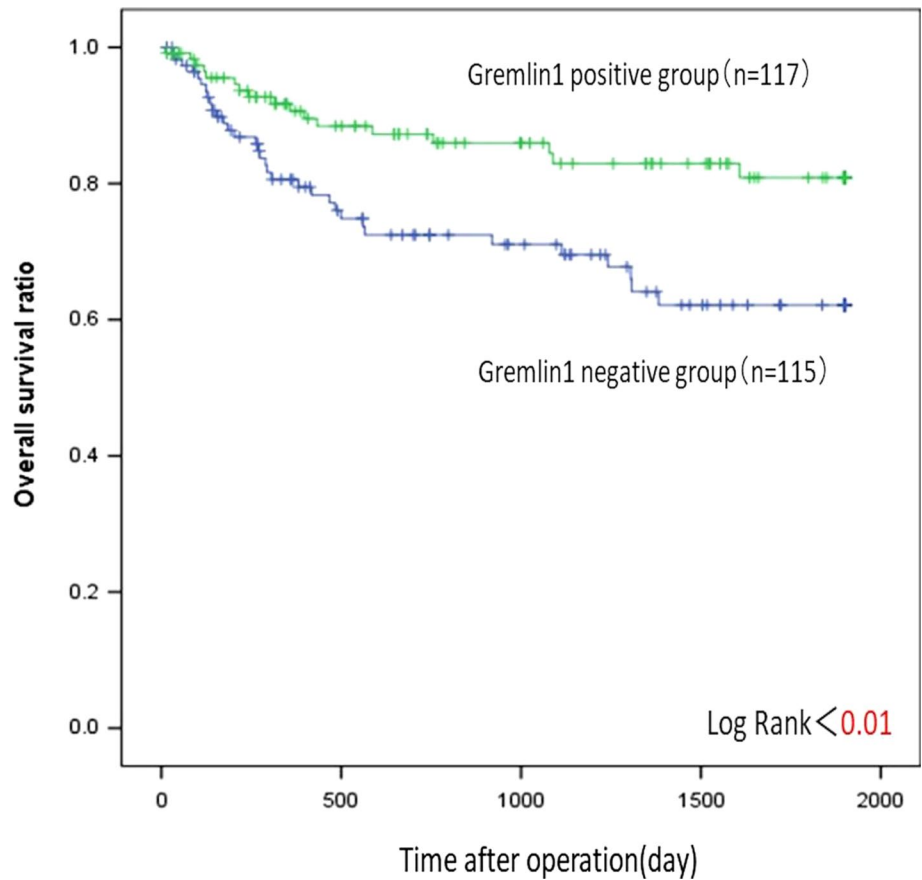 1.0
Gremlin1 positive group（n=117）
0.8
0.6
Gremlin1 negative group（n=115）
0.4
0.2
0.0
Log Rank＜0.01
0 500 1000 1500 2000
Time after operation(day)
Overall survival ratio